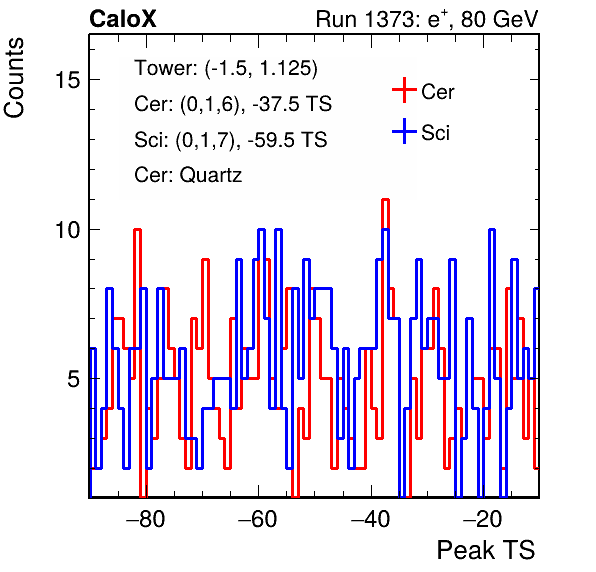 CaloX Run 1373: e⁺, 80 GeV
Counts
Tower: (-1.5, 1.125)
Cer: (0,1,6), -37.5 TS
Sci: (0,1,7), -59.5 TS
Cer: Quartz
Cer
Sci
15
10
5
−80 −60 −40 −20
Peak TS